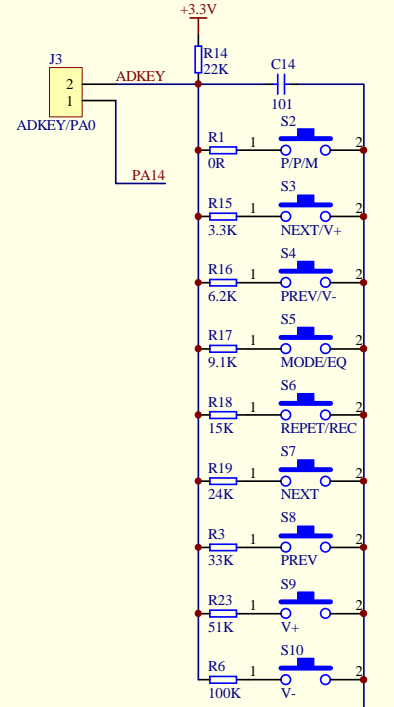 +3.3V
R14
22K
J3
2
1
ADKEY
ADKEY/PA0
PA14
C14
101
R1
0R
1
S2
P/P/M
2
R15
3.3K
1
S3
NEXT/V+
2
R16
6.2K
1
S4
PREV/V-
2
R17
9.1K
1
S5
MODE/EQ
2
R18
15K
1
S6
REPET/REC
2
R19
24K
1
S7
NEXT
2
R3
33K
1
S8
PREV
2
R23
51K
1
S9
V+
2
R6
100K
1
S10
V-
2